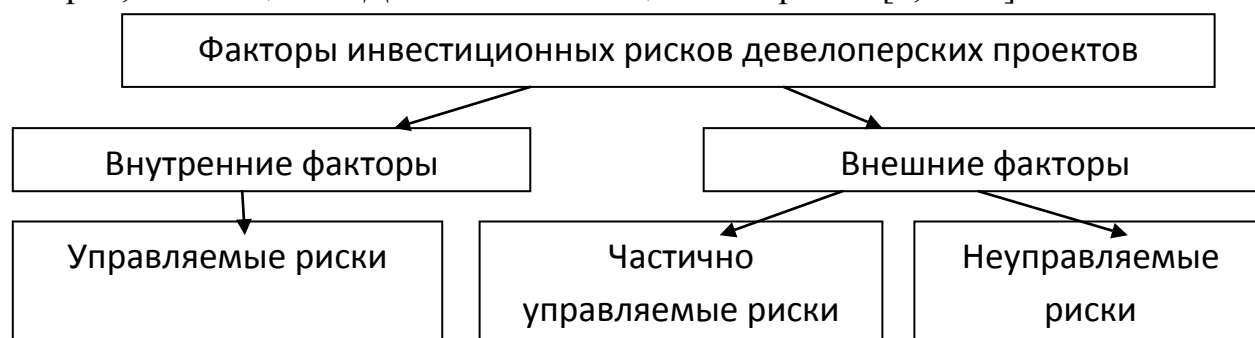 Факторы инвестиционных рисков девелоперских проектов
Внутренние факторы
Внешние факторы
Управляемые риски
Частично
управляемые риски
Неуправляемые
риски